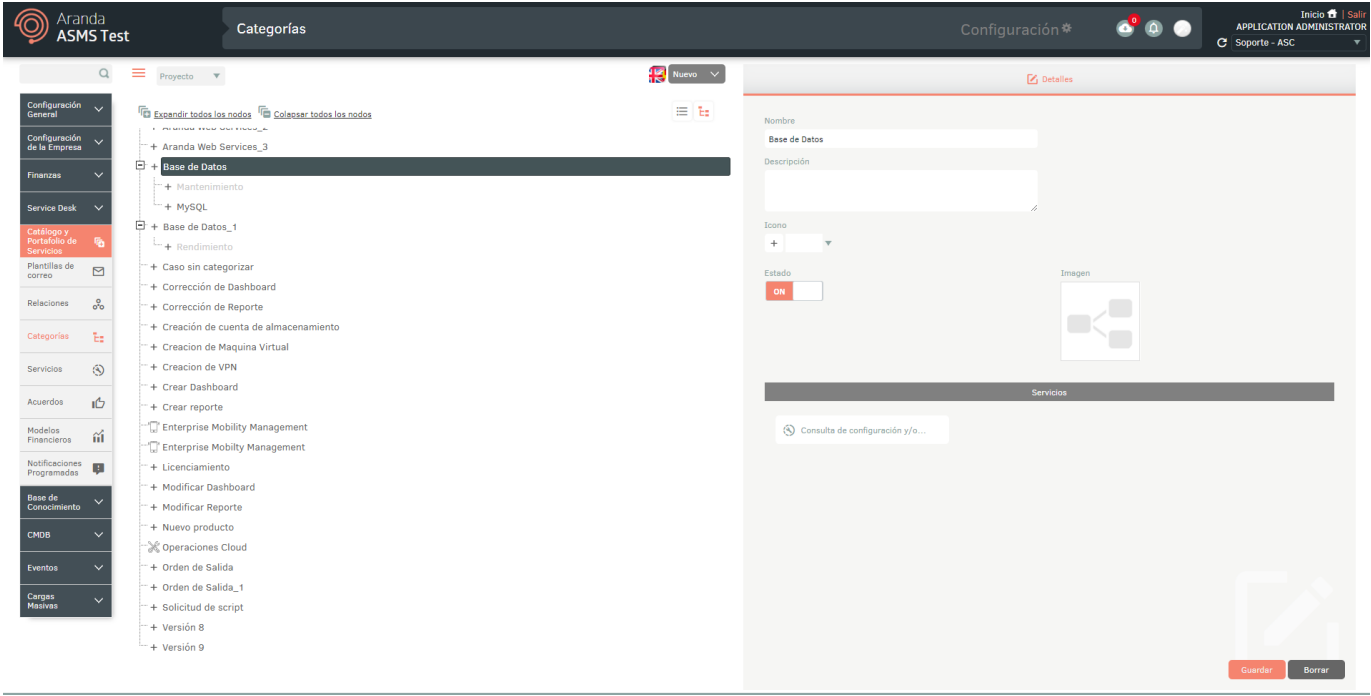 Aranda
ASMS Test
Categorías
Configuración
0
Inicio | Salir
APPLICATION ADMINISTRATOR
Soporte - ASC
Configuración
General
Configuración
de la Empresa
Finanzas
Service Desk
Catálogo y
Portafolio de
Servicios
Plantillas de
correo
Relaciones
Categorías
Servicios
Acuerdos
Modelos
Financieros
Notificaciones
Programadas
Base de
Conocimiento
CMDB
Eventos
Cargas
Masivas
Proyecto
Nuevo
Expandir todos los nodos Colapsar todos los nodos
Aranda Web Services_2
Aranda Web Services_3
Base de Datos
Mantenimiento
MySQL
Base de Datos_1
Rendimiento
Caso sin categorizar
Corrección de Dashboard
Corrección de Reporte
Creación de cuenta de almacenamiento
Creacion de Maquina Virtual
Creacion de VPN
Crear Dashboard
Crear reporte
Enterprise Mobility Management
Enterprise Mobilty Management
Licenciamiento
Modificar Dashboard
Modificar Reporte
Nuevo producto
Operaciones Cloud
Orden de Salida
Orden de Salida_1
Solicitud de script
Versión 8
Versión 9
Detalles
Nombre
Base de Datos
Descripción
Icono
+
Estado
ON
Imagen
Servicios
Consulta de configuración y/o...
Guardar
Borrar